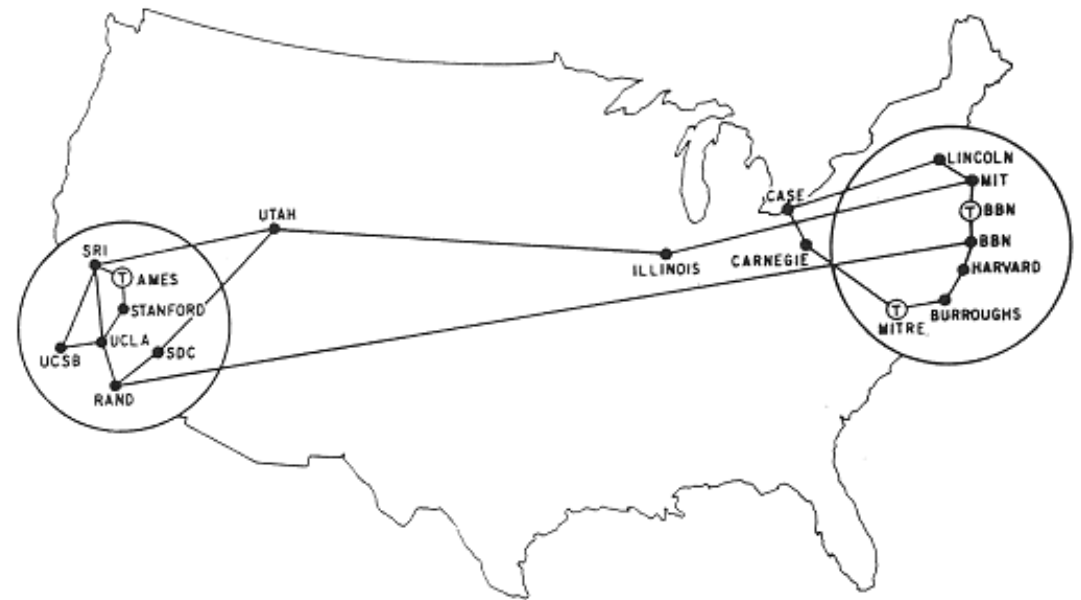 LINCOLN
MIT
CASE
T BBN
UTAH
BBN
SRI
CARNEGIE
ILLINOIS
HARVARD
T AMES
STANFORD
T
BURROUGHS
MITRE
UCLA
SDC
UCSB
RAND